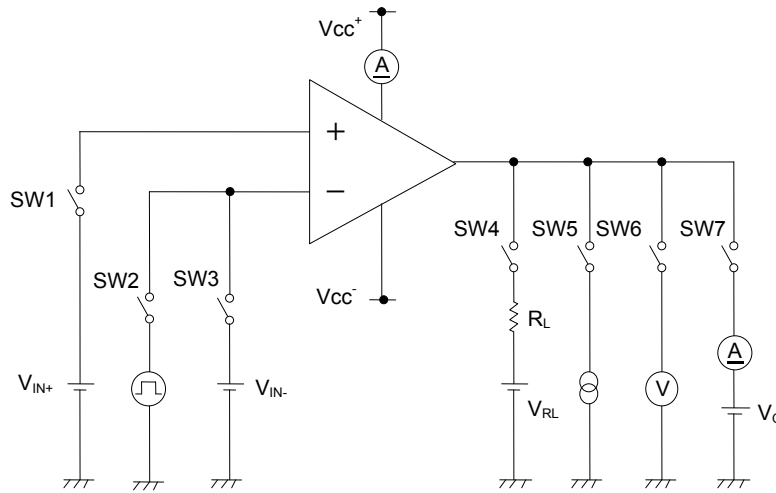 Vcc+
A
+
−
SW1
SW2
SW3
SW4
SW5
SW6
SW7
Vcc-
RL
A
VIN+
VIN-
VRL
V